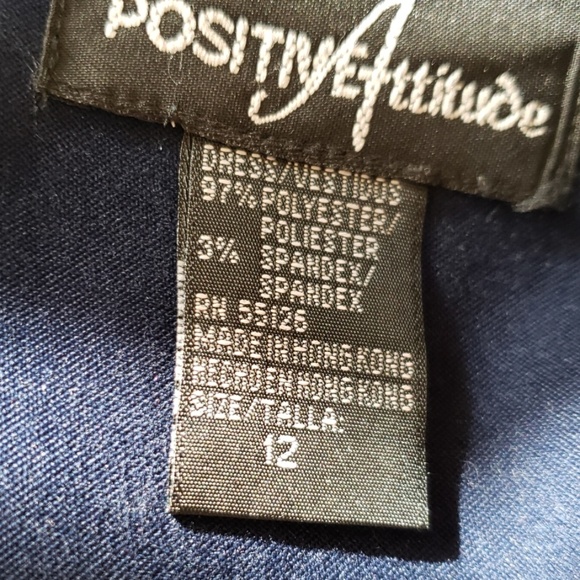 POSITIVE Attitude
DRESS/VESTIDOS
97% POLYESTER/
POLIESTER
3% SPANDEX/
SPANDEX
RN 55126
MADE IN HONG KONG
HECHO EN HONG KONG
SIZE/TALLA.
12